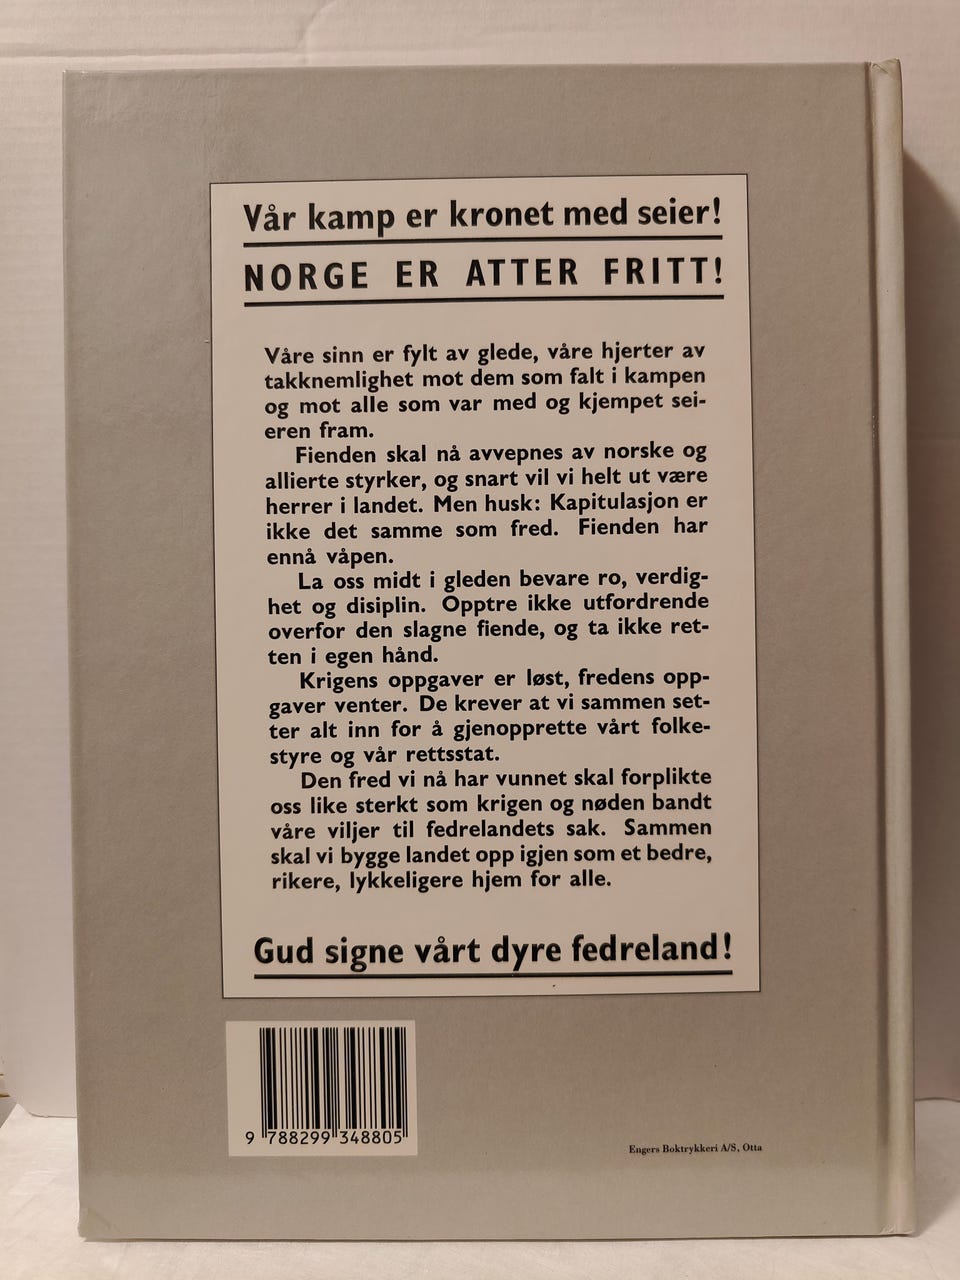 Vår kamp er kronet med seier!
NORGE ER ATTER FRITT!
Våre sinn er fylt av glede, våre hjerter av
takknemlighet mot dem som falt i kampen
og mot alle som var med og kjempet sei-
eren fram.
Fienden skal nå avvepnes av norske og
allierte styrker, og snart vil vi helt ut være
herrer i landet. Men husk: Kapitulasjon er
ikke det samme som fred. Fienden har
ennå våpen.
La oss midt i gleden bevare ro, verdig-
het og disiplin. Opptre ikke utfordrende
overfor den slagne fiende, og ta ikke ret-
ten i egen hånd.
Krigens oppgaver er løst, fredens opp-
gaver venter. De krever at vi sammen set-
ter alt inn for å gjenopprette vårt folke-
styre og vår rettsstat.
Den fred vi nå har vunnet skal forplikte
oss like sterkt som krigen og nøden bandt
våre viljer til fedrelandets sak. Sammen
skal vi bygge landet opp igjen som et bedre,
rikere, lykkeligere hjem for alle.
Gud signe vårt dyre fedreland!
9 788299 348805
Engers Boktrykkeri A/S, Otta